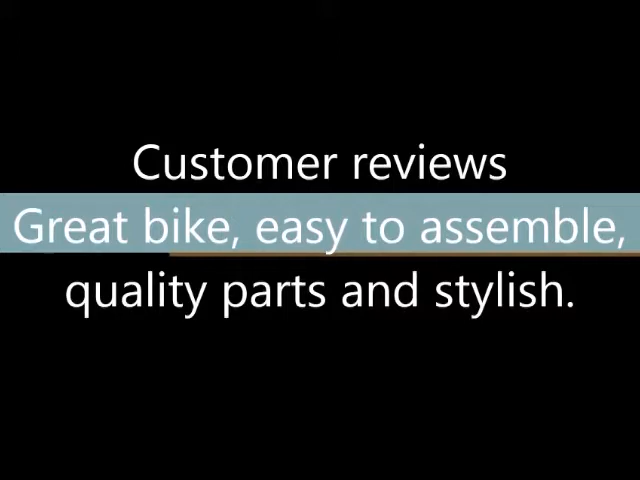 Customer reviews
Great bike, easy to assemble,
quality parts and stylish.